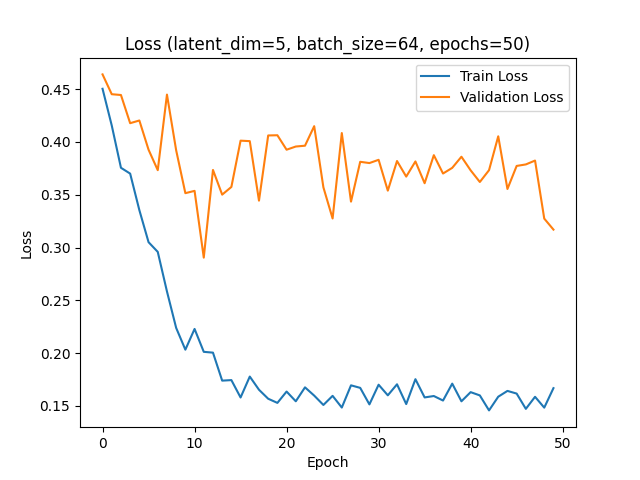 Loss (latent_dim=5, batch_size=64, epochs=50)
Train Loss
Validation Loss
0.45
0.40
0.35
0.30
0.25
0.20
0.15
Loss
0
10
20
30
40
50
Epoch